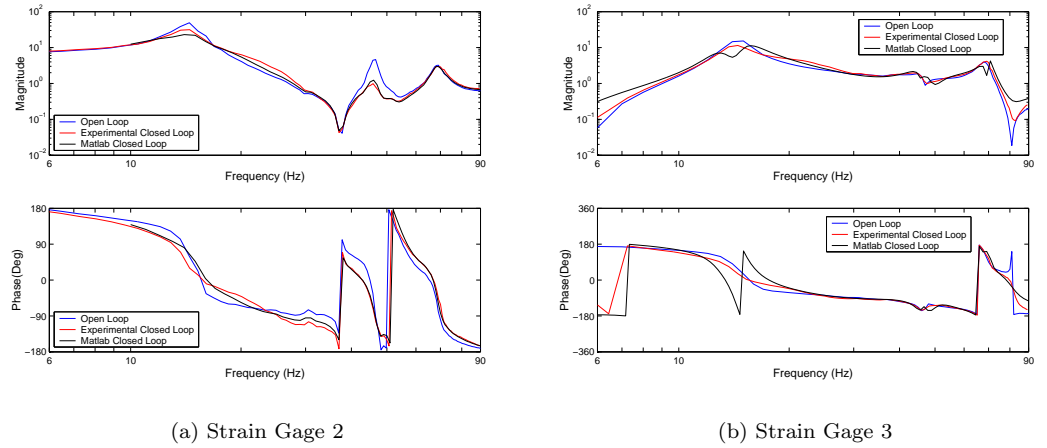 10²
10¹
10⁰
10⁻¹
10⁻²
Magnitude
Open Loop
Experimental Closed Loop
Matlab Closed Loop
6
10
90
Frequency (Hz)
180
90
0
-90
-180
Phase(Deg)
Open Loop
Experimental Closed Loop
Matlab Closed Loop
6
10
90
Frequency (Hz)
(a) Strain Gage 2
10²
10¹
10⁰
10⁻¹
10⁻²
Magnitude
Open Loop
Experimental Closed Loop
Matlab Closed Loop
6
10
90
Frequency (Hz)
360
180
0
-180
-360
Phase(Deg)
Open Loop
Experimental Closed Loop
Matlab Closed Loop
6
10
90
Frequency (Hz)
(b) Strain Gage 3